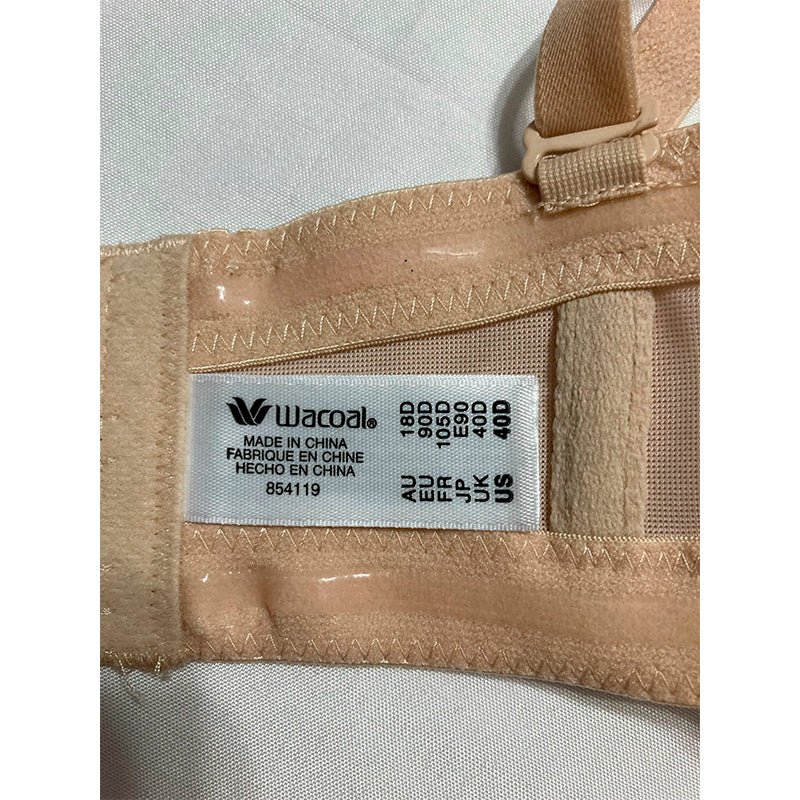 Wacoal®
MADE IN CHINA
FABRIQUE EN CHINE
HECHO EN CHINA
854119
AU 18D
EU 90D
FR 105D
JP E90
UK 40D
US 40D